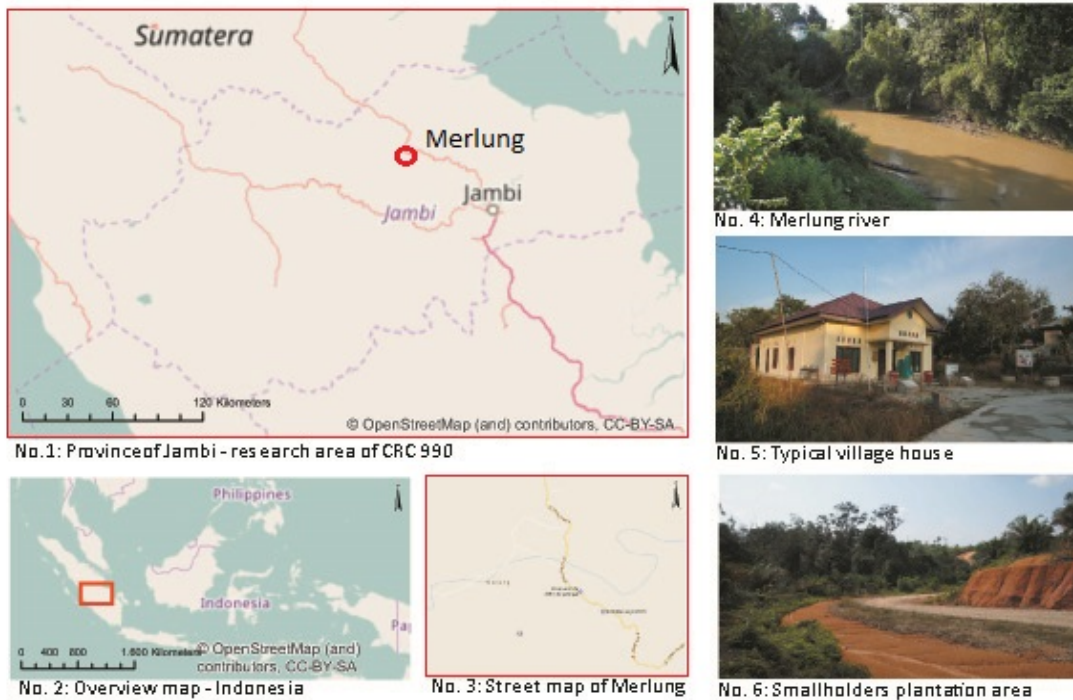 Sumatera
Merlung
Jambi
Jambi
0 30 60 120 Kilometers
© OpenStreetMap (and) contributors, CC-BY-SA
No.1: Province of Jambi - research area of CRC 990
No. 4: Merlung river
No. 5: Typical village house
Philippines
Indonesia
Pap
0 400 800 1.600 Kilometers
© OpenStreetMap (and)
contributors, CC-BY-SA
No. 2: Overview map - Indonesia
No. 3: Street map of Merlung
No. 6: Smallholders plantation area